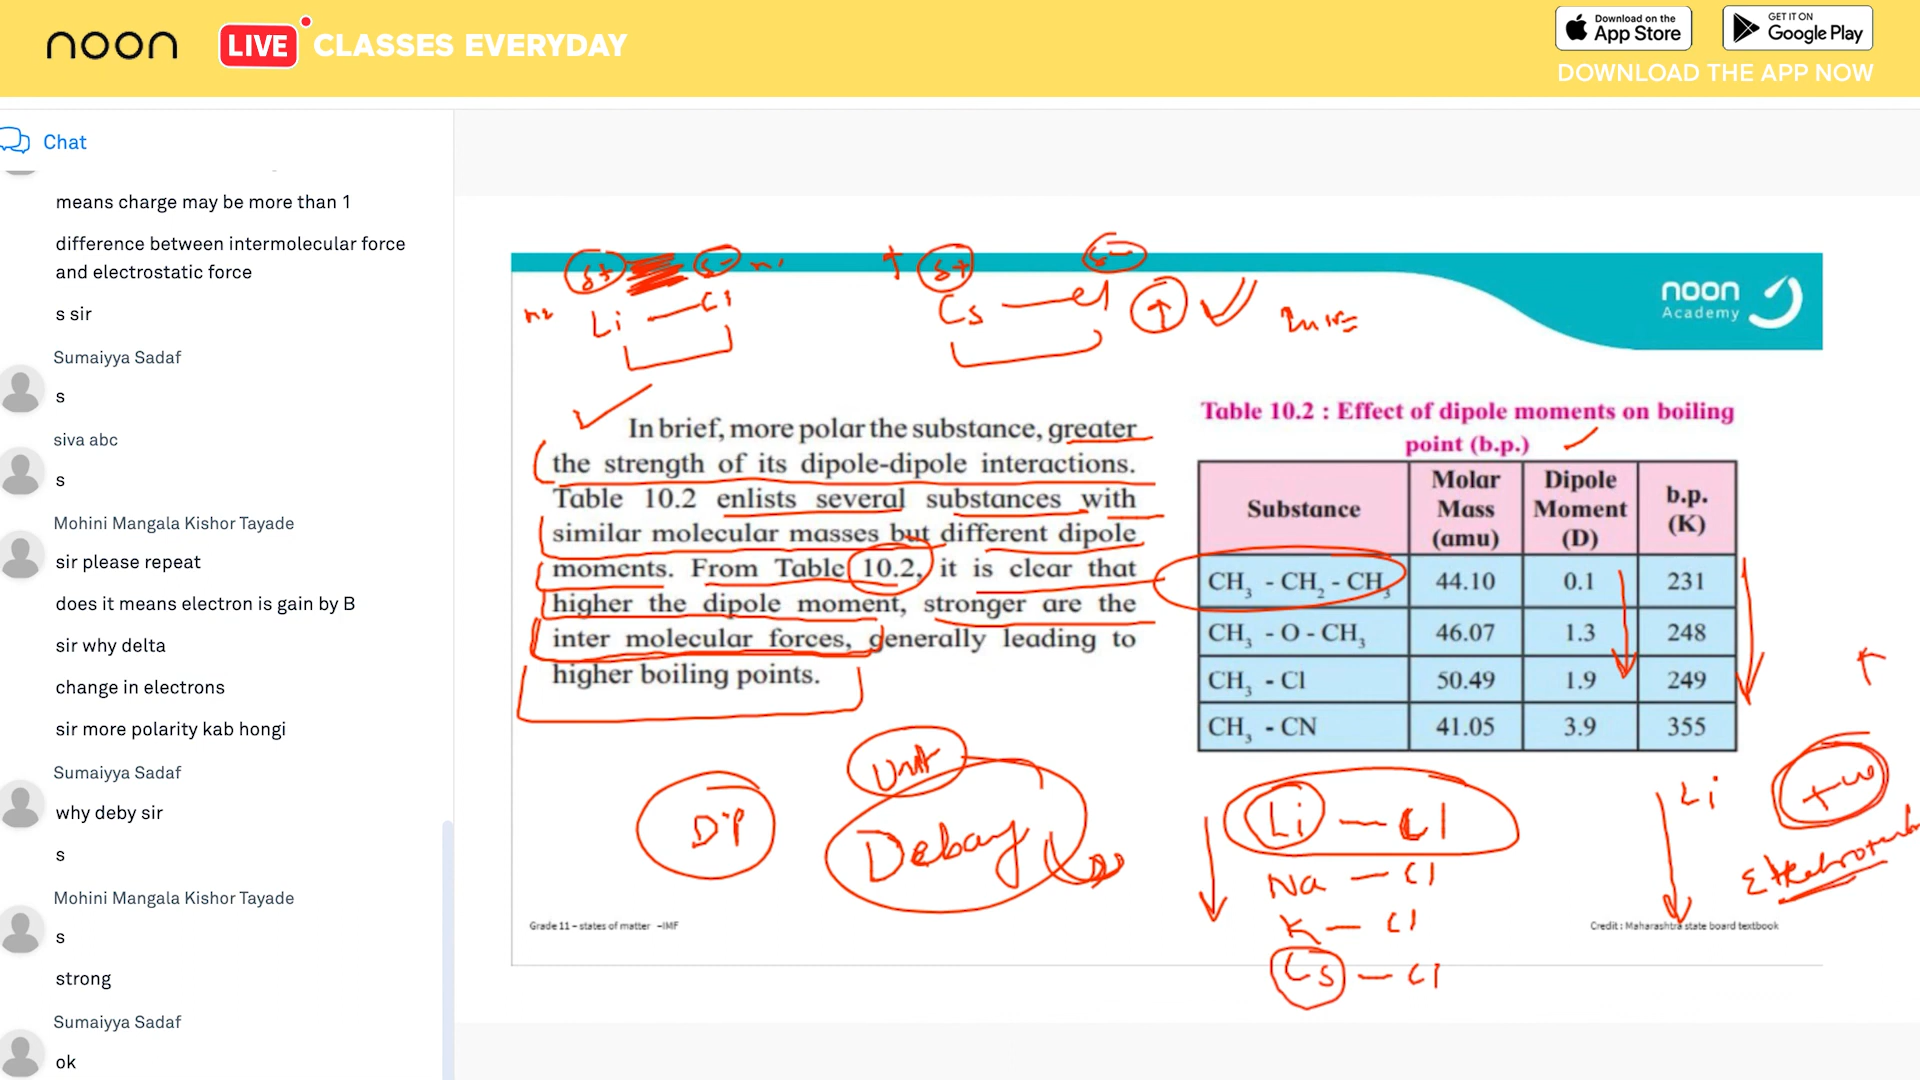 noon LIVE CLASSES EVERYDAY
Download on the App Store
GET IT ON Google Play
DOWNLOAD THE APP NOW
Chat
means charge may be more than 1
difference between intermolecular force
and electrostatic force
s sir
Sumaiyya Sadaf
s
siva abc
s
Mohini Mangala Kishor Tayade
sir please repeat
does it means electron is gain by B
sir why delta
change in electrons
sir more polarity kab hongi
Sumaiyya Sadaf
why deby sir
s
Mohini Mangala Kishor Tayade
s
strong
Sumaiyya Sadaf
ok
noon
Academy
δ+ δ-
Li — Cl
+ δ+ δ-
Cs — Cl ↑
In brief, more polar the substance, greater
the strength of its dipole-dipole interactions.
Table 10.2 enlists several substances with
similar molecular masses but different dipole
moments. From Table 10.2, it is clear that
higher the dipole moment, stronger are the
inter molecular forces, generally leading to
higher boiling points.
Table 10.2 : Effect of dipole moments on boiling
point (b.p.)
Substance Molar Mass (amu) Dipole Moment (D) b.p. (K)
CH3 - CH2 - CH3 44.10 0.1 231
CH3 - O - CH3 46.07 1.3 248
CH3 - Cl 50.49 1.9 249
CH3 - CN 41.05 3.9 355
Unit
Dip
Debay
Li — Cl
Na — Cl
K — Cl
Cs — Cl
Li
+ve
Grade 11 – states of matter –IMF
Credit : Maharashtra state board textbook